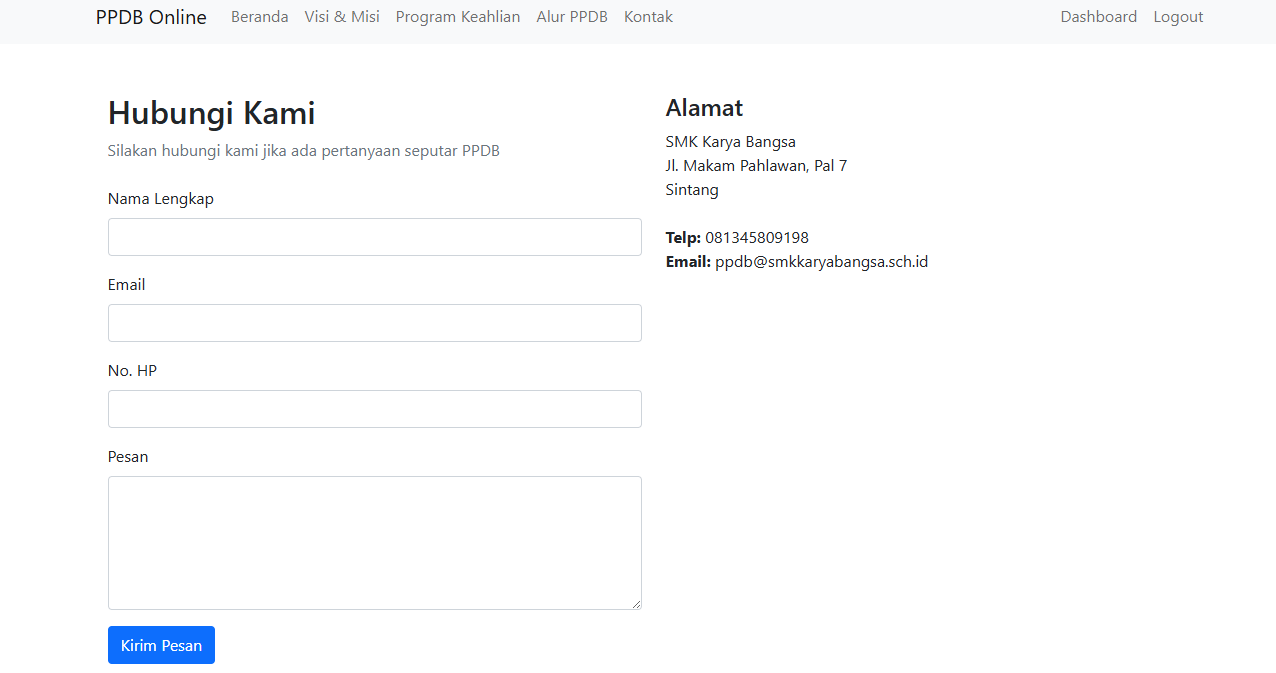 PPDB Online Beranda Visi & Misi Program Keahlian Alur PPDB Kontak Dashboard Logout
Hubungi Kami
Silakan hubungi kami jika ada pertanyaan seputar PPDB
Nama Lengkap
Email
No. HP
Pesan
Kirim Pesan
Alamat
SMK Karya Bangsa
Jl. Makam Pahlawan, Pal 7
Sintang
Telp: 081345809198
Email: ppdb@smkkaryabangsa.sch.id